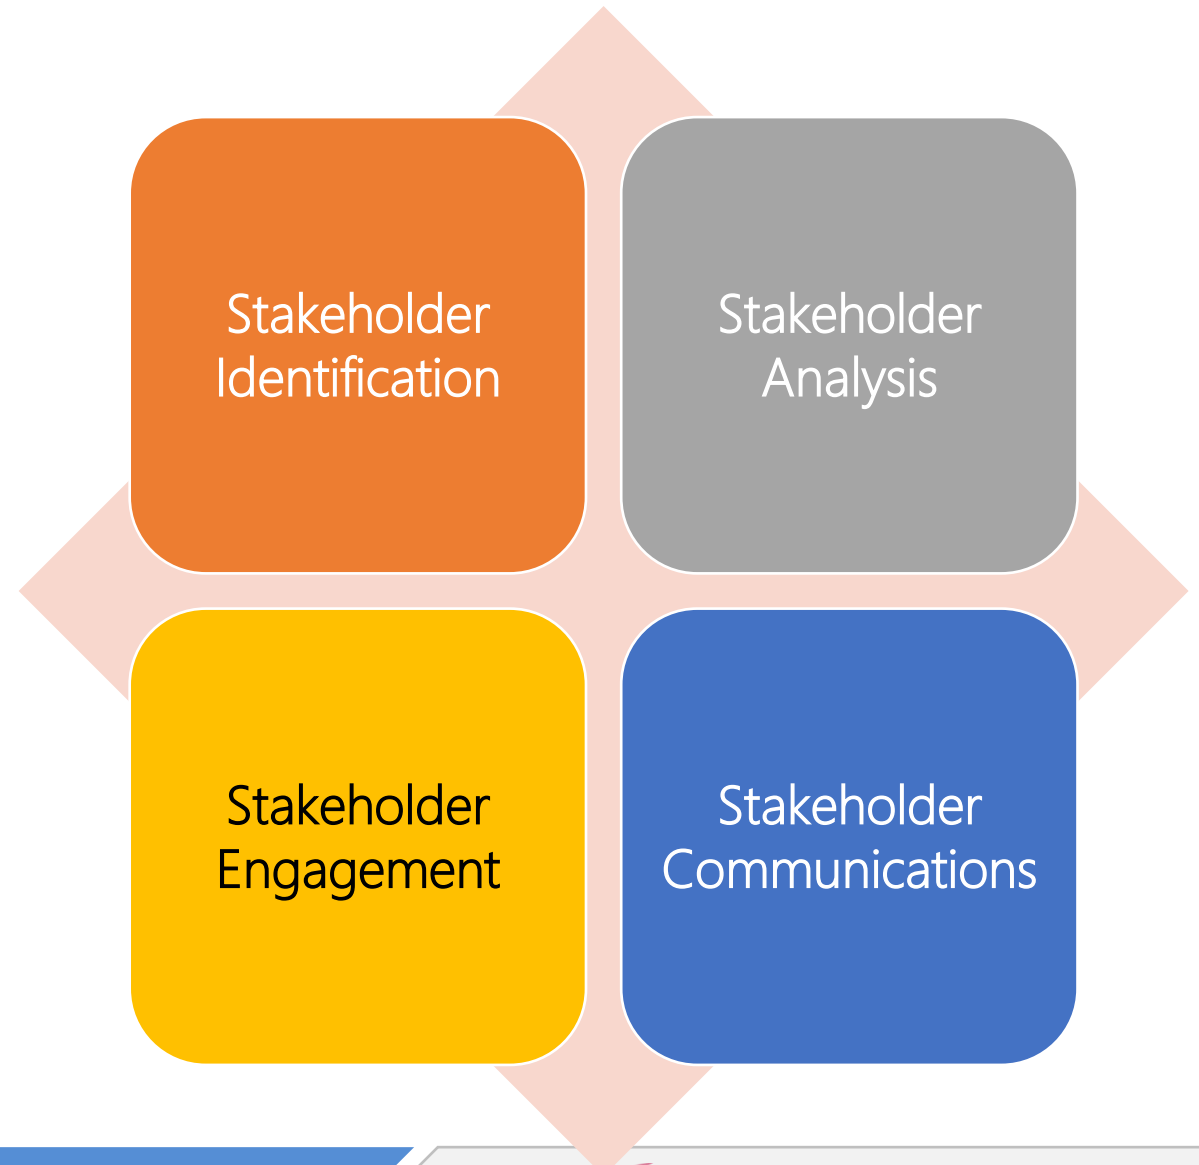 Stakeholder
Identification
Stakeholder
Analysis
Stakeholder
Engagement
Stakeholder
Communications